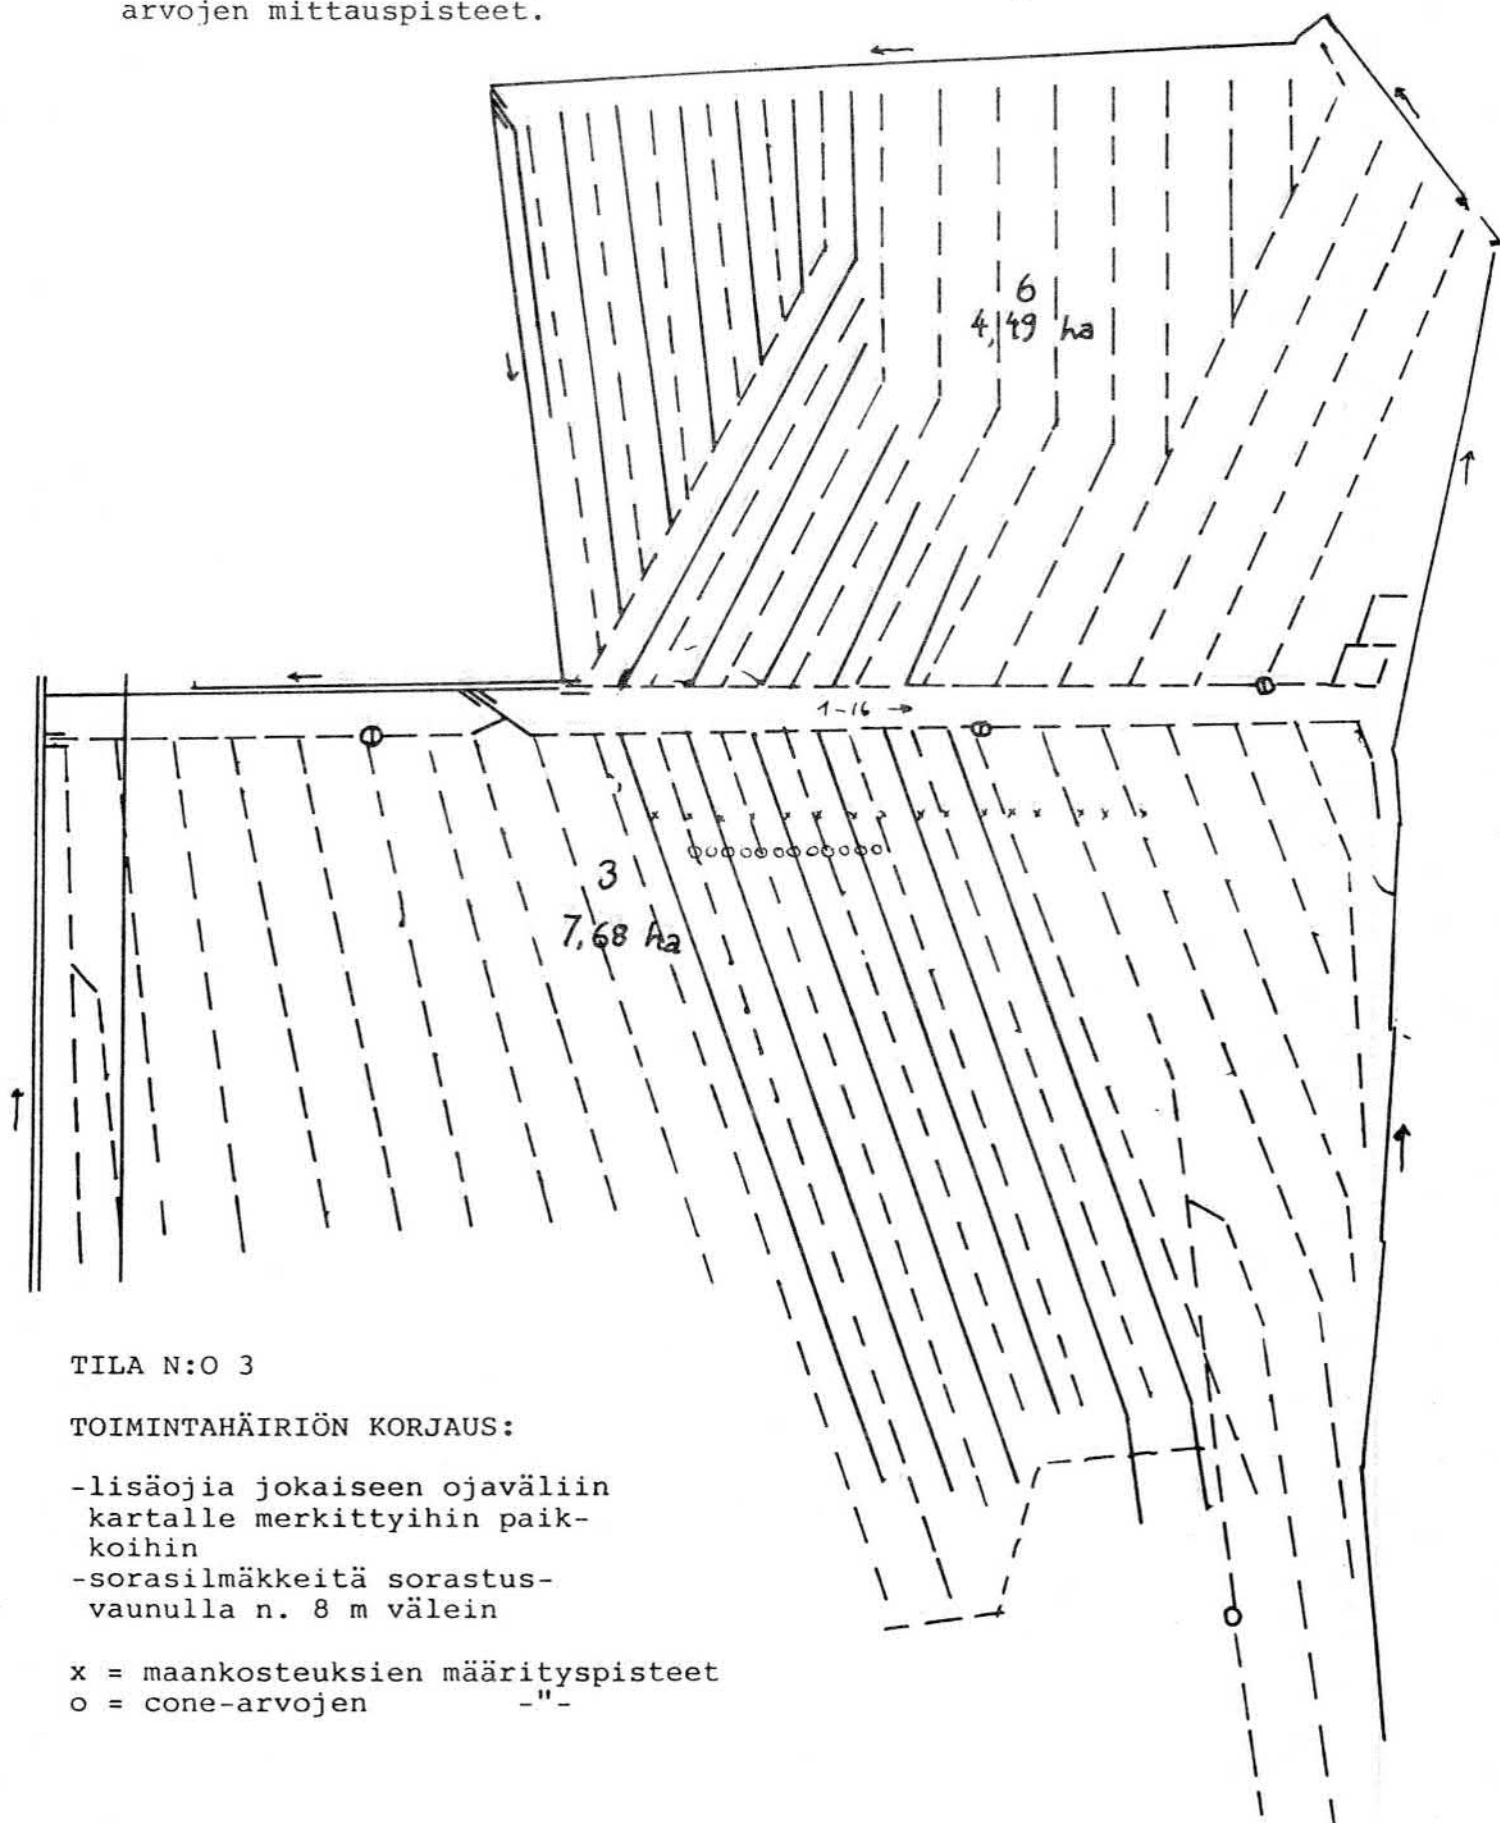 arvojen mittauspisteet.
6
4,49 ha
1-16 →
3
7,68 ha
TILA N:O 3
TOIMINTAHÄIRIÖN KORJAUS:
-lisäojia jokaiseen ojaväliin
kartalle merkittyihin paik-
koihin
-sorasilmäkkeitä sorastus-
vaunulla n. 8 m välein
x = maankosteuksien määrityspisteet
o = cone-arvojen -"-